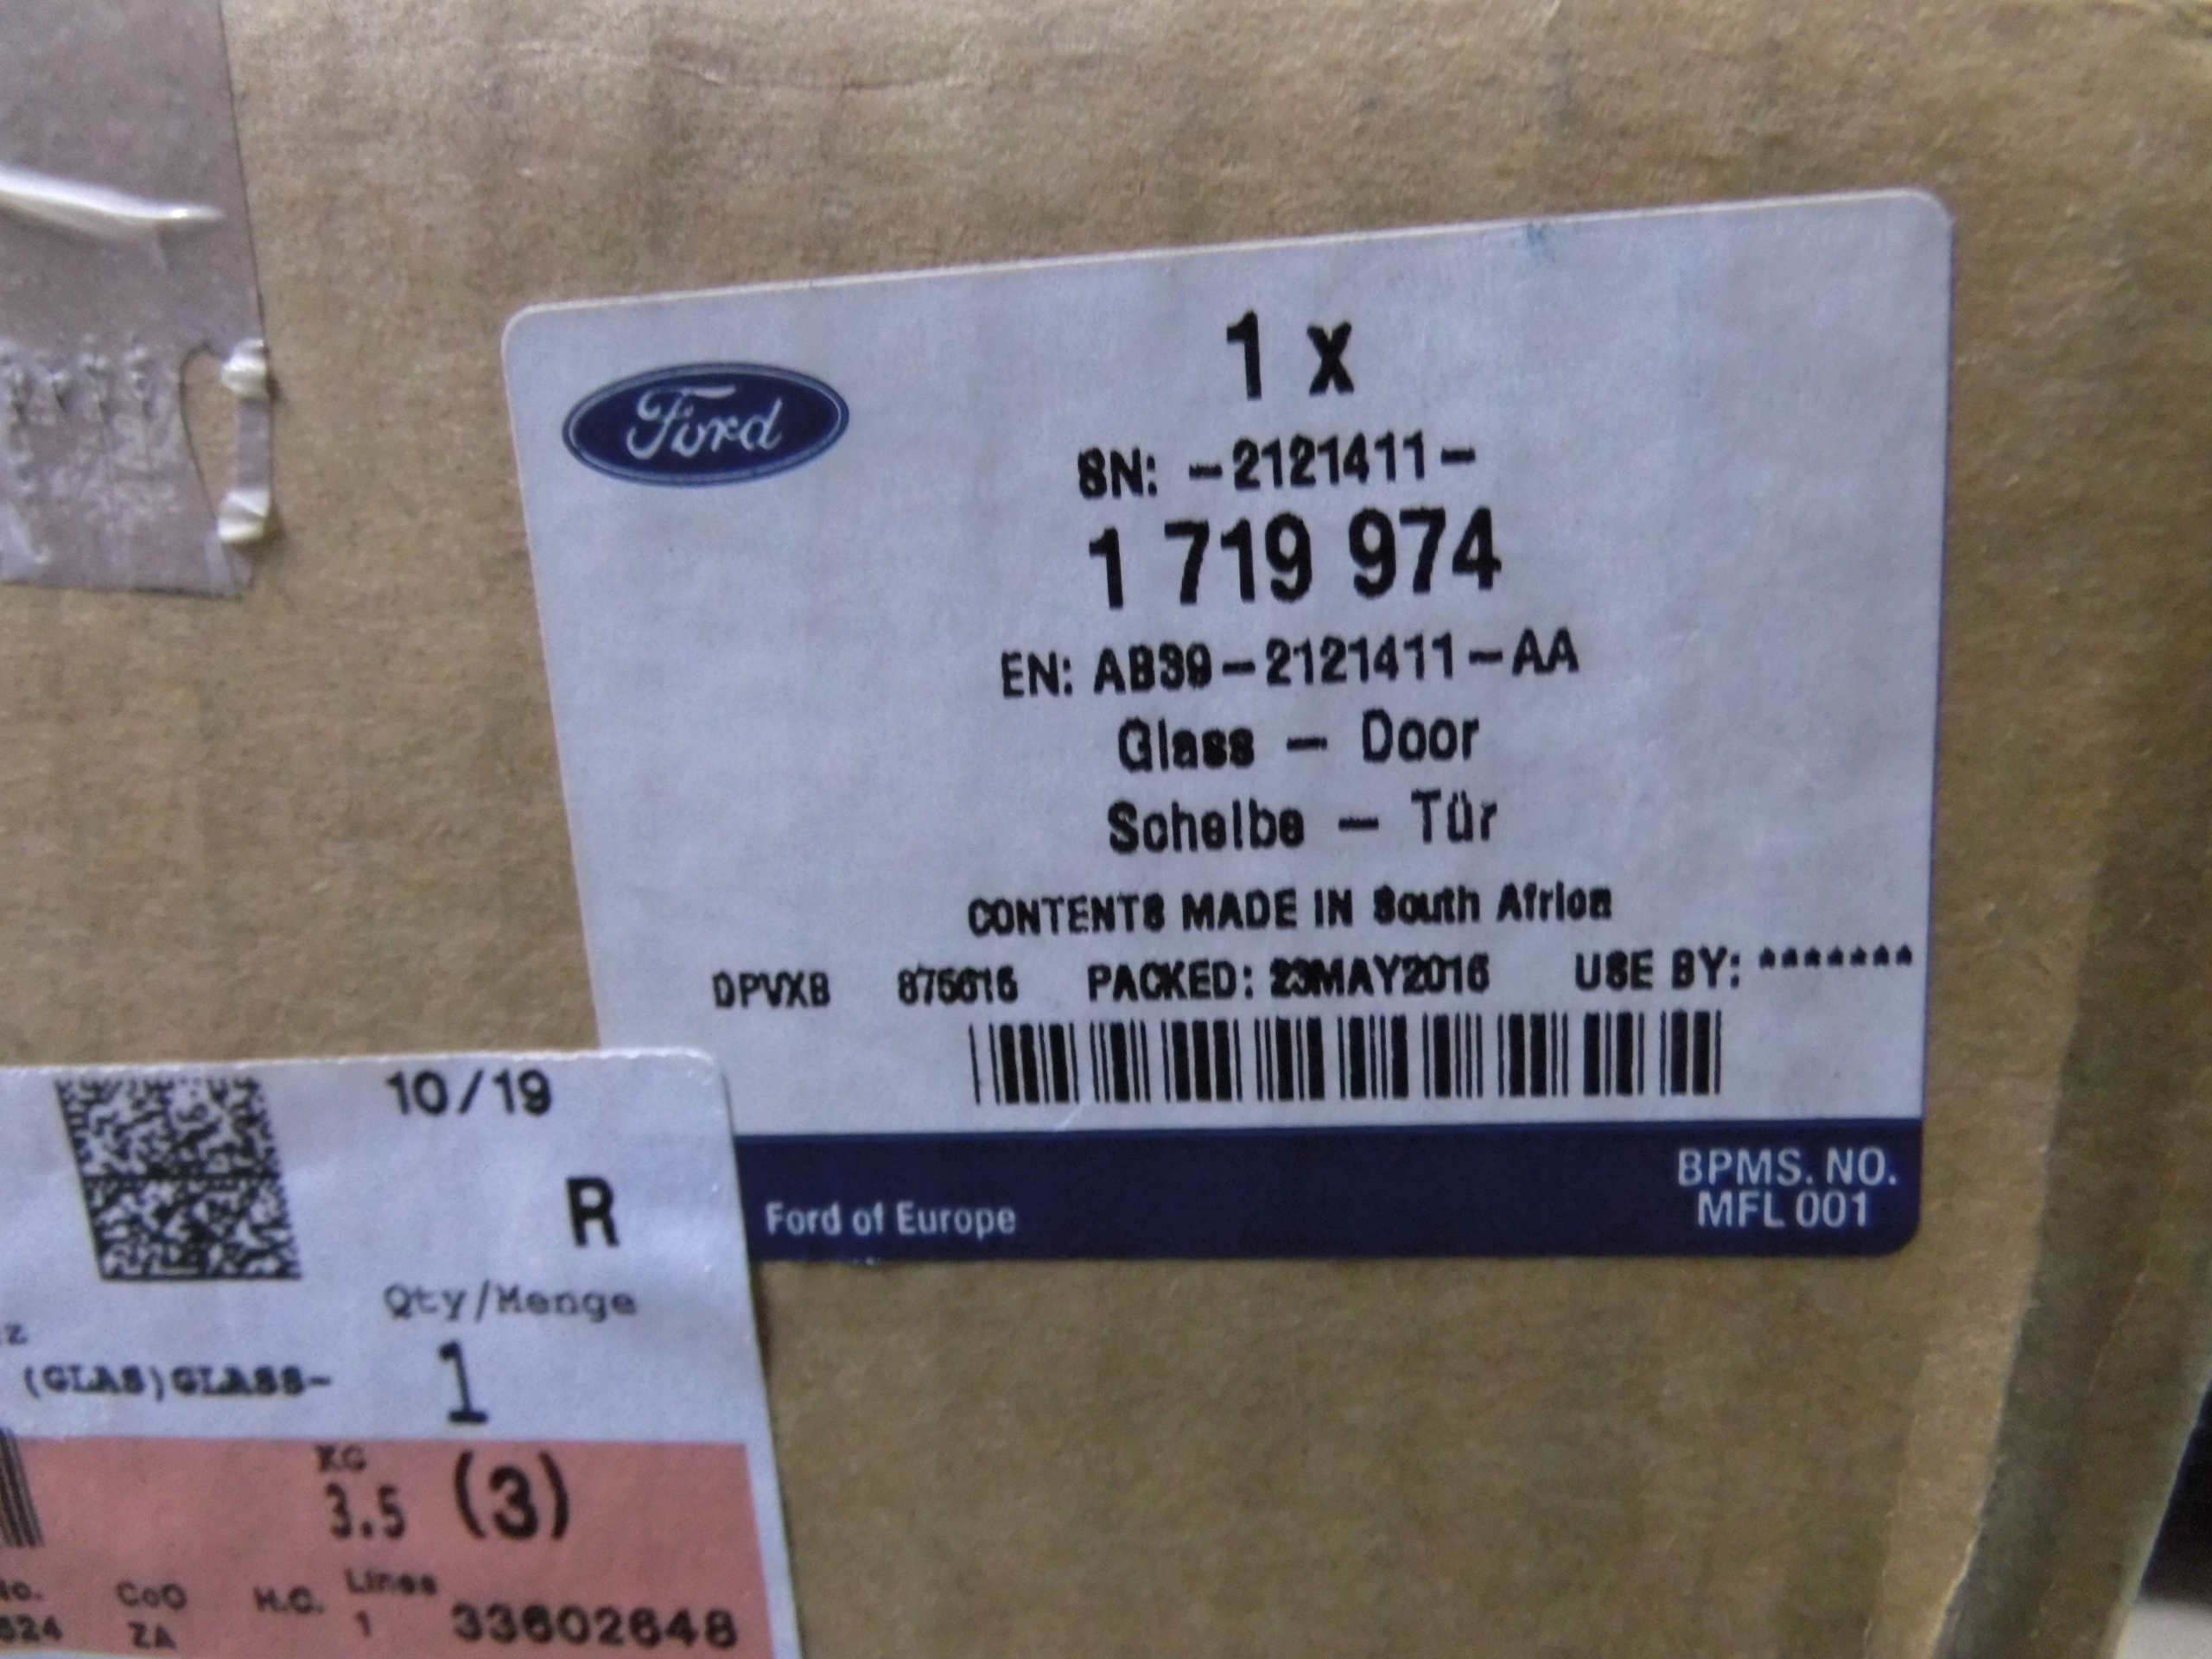 Ford
1 x
SN: -2121411-
1 719 974
EN: AB39-2121411-AA
Glass - Door
Scheibe - Tür
CONTENTS MADE IN South Africa
DPVXB 875616 PACKED: 23MAY2016 USE BY: *******
Ford of Europe
BPMS. NO.
MFL 001
10/19
R
Qty/Menge
(GLAS)GLASS-
1
KG
3.5 (3)
CoO H.C. Lines
ZA 1 33602648